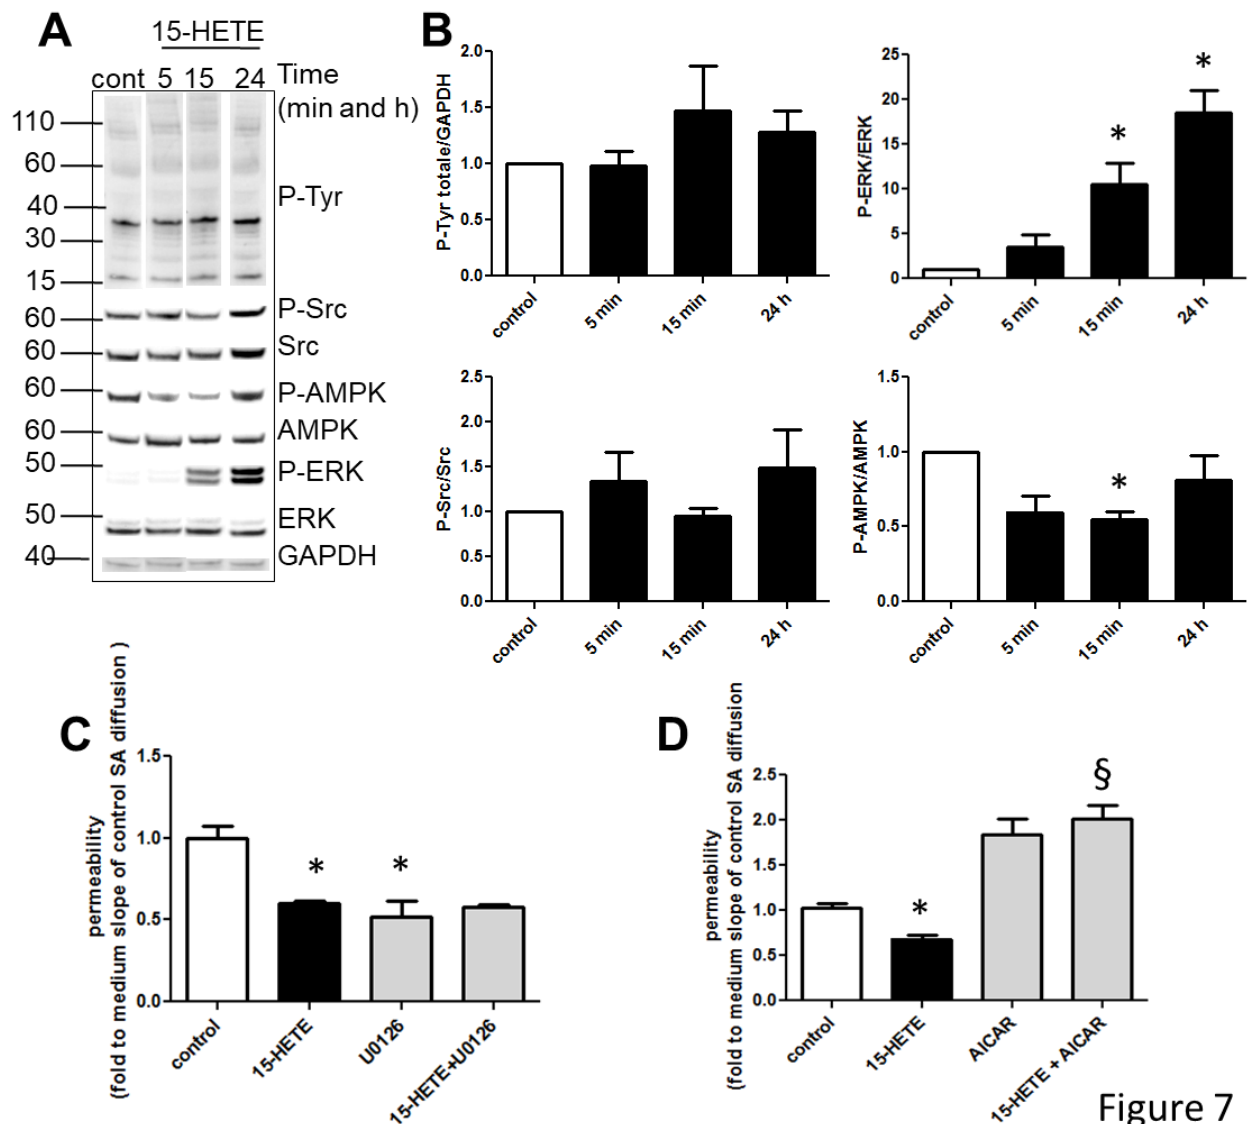 A
15-HETE
cont 5 15 24 Time
(min and h)
110
60
P-Tyr
40
30
15
P-Src
60
Src
60
60
P-AMPK
60
AMPK
50
P-ERK
50
ERK
40
GAPDH
B
P-Tyr totale/GAPDH
2.0
1.5
1.0
0.5
0.0
control
5 min
15 min
24 h
P-ERK/ERK
25
20
15
10
5
0
*
*
control
5 min
15 min
24 h
P-Src/Src
2.5
2.0
1.5
1.0
0.5
0.0
control
5 min
15 min
24 h
P-AMPK/AMPK
1.5
1.0
0.5
0.0
*
control
5 min
15 min
24 h
C
permeability
(fold to medium slope of control SA diffusion )
1.5
1.0
0.5
0.0
*
*
control
15-HETE
U0126
15-HETE+U0126
D
permeability
(fold to medium slope of control SA diffusion
2.5
2.0
1.5
1.0
0.5
0.0
*
§
control
15-HETE
AICAR
15-HETE + AICAR
Figure 7